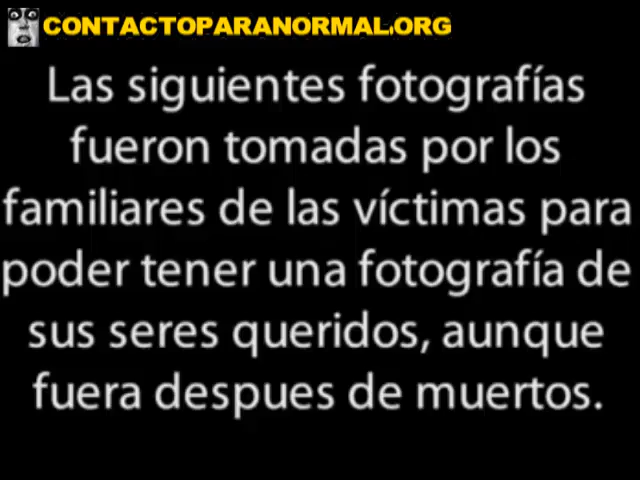 CONTACTOPARANORMAL.ORG
Las siguientes fotografías
fueron tomadas por los
familiares de las víctimas para
poder tener una fotografía de
sus seres queridos, aunque
fuera despues de muertos.